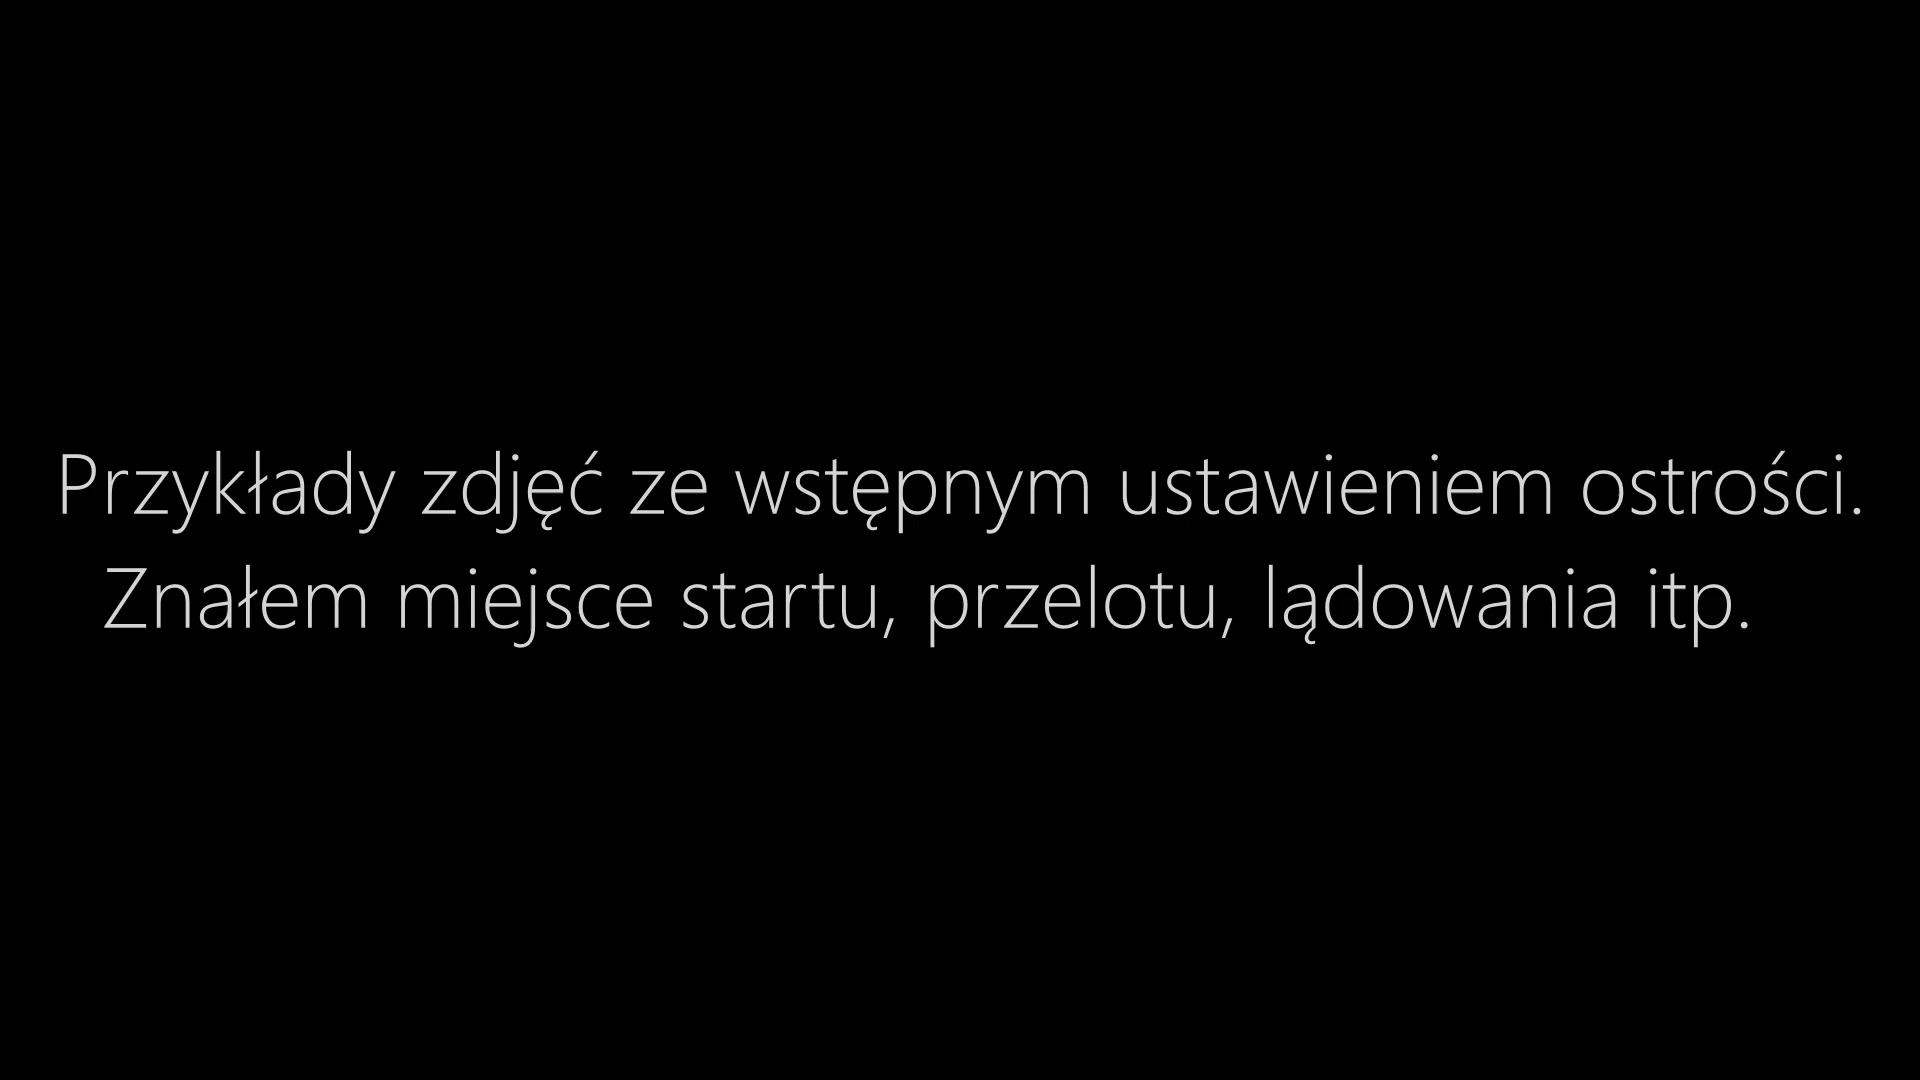 Przykłady zdjęć ze wstępnym ustawieniem ostrości.
Znałem miejsce startu, przelotu, lądowania itp.